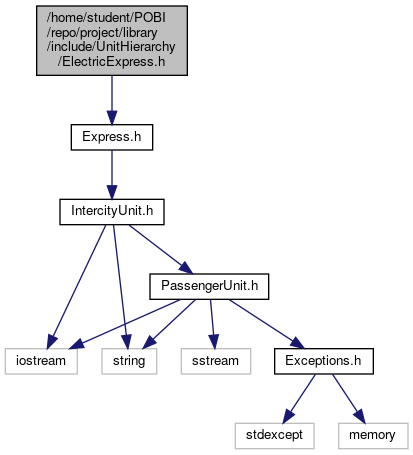 /home/student/POBI
/repo/project/library
/include/UnitHierarchy
/ElectricExpress.h
Express.h
IntercityUnit.h
PassengerUnit.h
iostream
string
sstream
Exceptions.h
stdexcept
memory